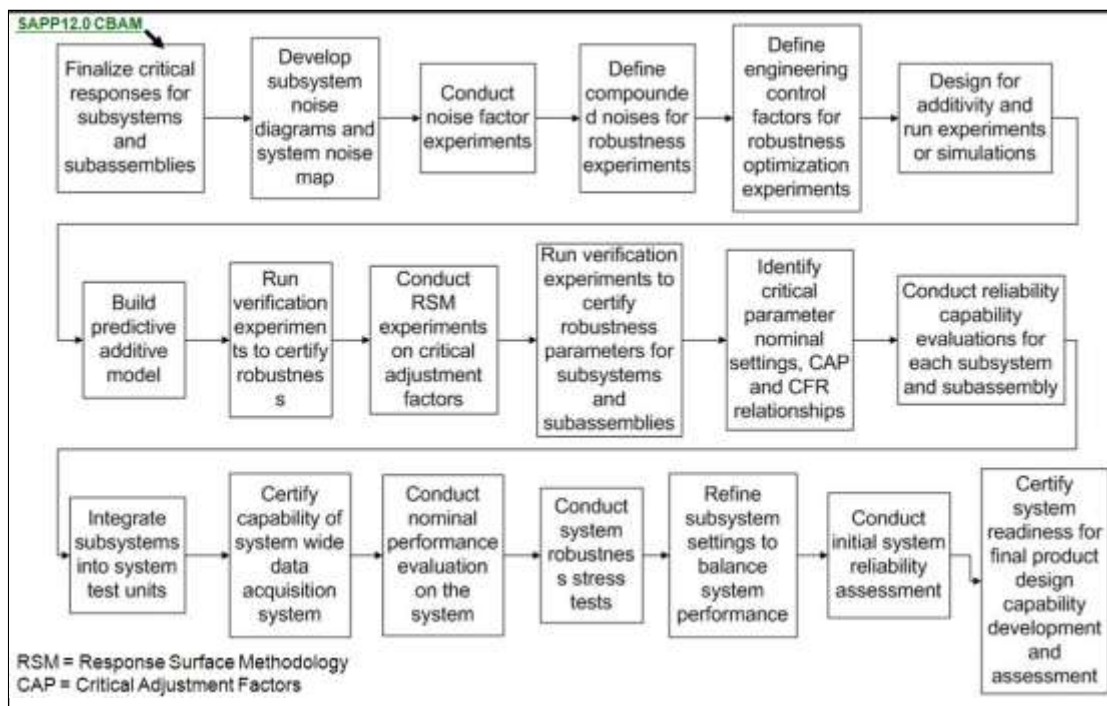 SAPP12.0 CBAM
Finalize critical
responses for
subsystems
and
subassemblies
Develop
subsystem
noise
diagrams and
system noise
map
Conduct
noise factor
experiments
Define
compounde
d noises for
robustness
experiments
Define
engineering
control
factors for
robustness
optimization
experiments
Design for
additivity and
run experiments
or simulations
Build
predictive
additive
model
Run
verification
experimen
ts to certify
robustnes
s
Conduct
RSM
experiments
on critical
adjustment
factors
Run verification
experiments to
certify
robustness
parameters for
subsystems
and
subassemblies
Identify
critical
parameter
nominal
settings, CAP
and CFR
relationships
Conduct reliability
capability
evaluations for
each subsystem
and subassembly
Integrate
subsystems
into system
test units
Certify
capability of
system wide
data
acquisition
system
Conduct
nominal
performance
evaluation
on the
system
Conduct
system
robustnes
s stress
tests
Refine
subsystem
settings to
balance
system
performance
Conduct
initial system
reliability
assessment
Certify
system
readiness for
final product
design
capability
development
and
assessment
RSM = Response Surface Methodology
CAP = Critical Adjustment Factors